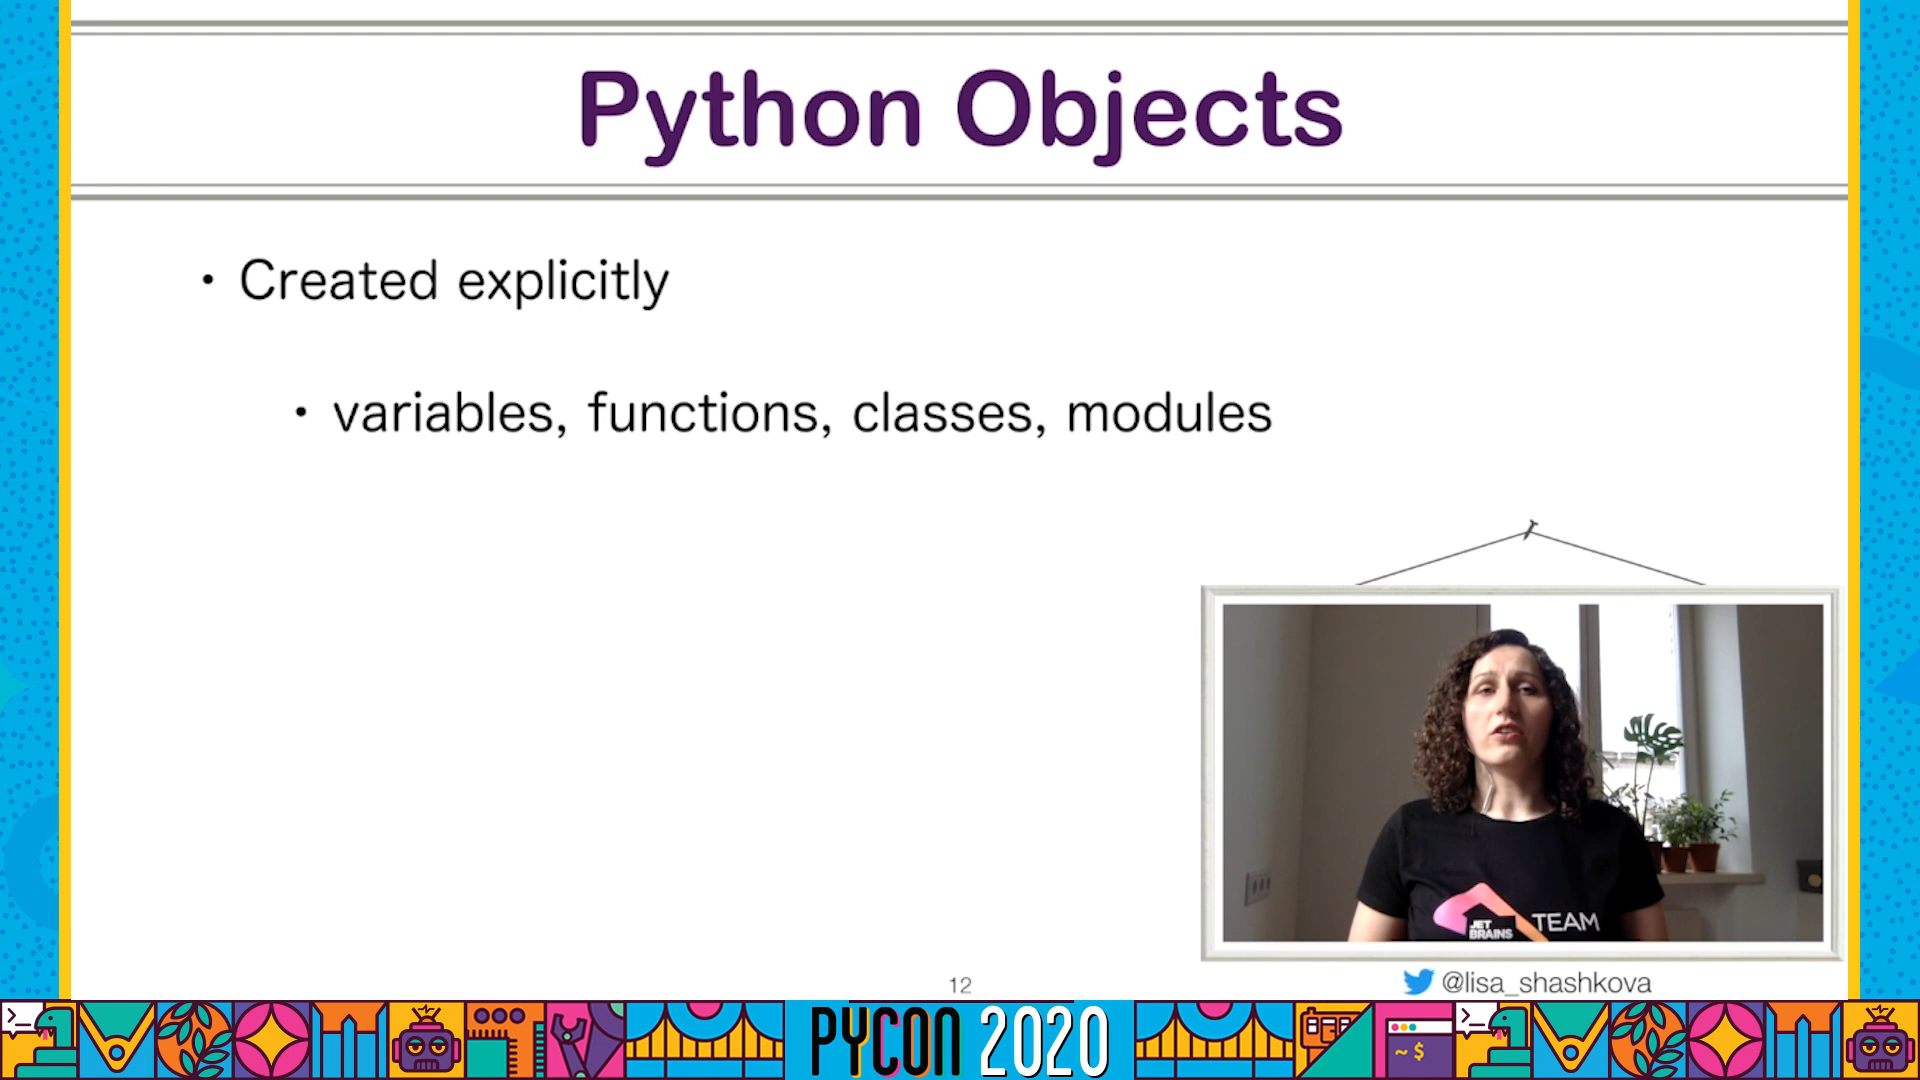 Python Objects
• Created explicitly
• variables, functions, classes, modules
JET
BRAINS
TEAM
12
@lisa_shashkova
PYCON 2020
~ $